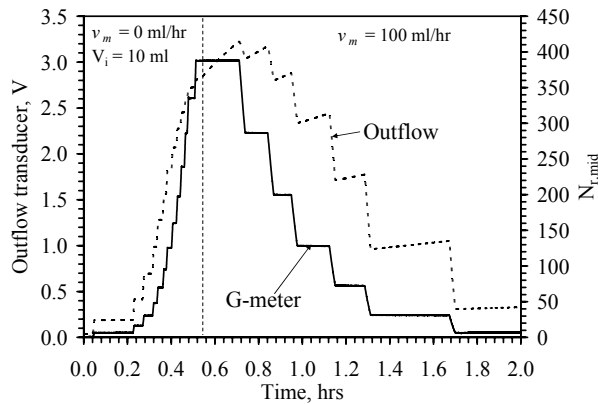 v_m = 0 ml/hr
V_i = 10 ml
v_m = 100 ml/hr
Outflow
G-meter
Outflow transducer, V
3.5
3.0
2.5
2.0
1.5
1.0
0.5
0.0
N_r,mid
450
400
350
300
250
200
150
100
50
0
0.0 0.2 0.4 0.6 0.8 1.0 1.2 1.4 1.6 1.8 2.0
Time, hrs